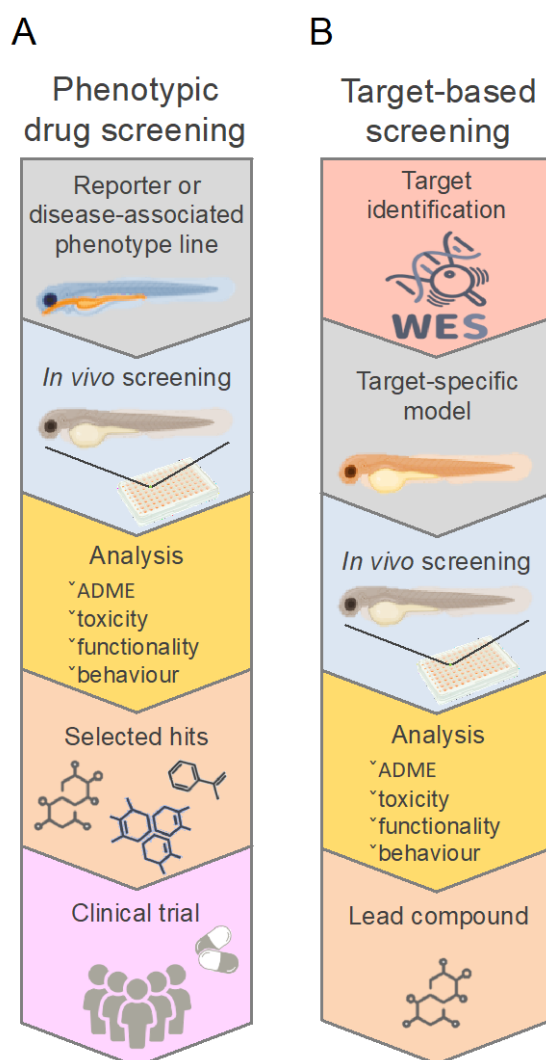 A
Phenotypic
drug screening
Reporter or
disease-associated
phenotype line
In vivo screening
Analysis
ˇADME
ˇtoxicity
ˇfunctionality
ˇbehaviour
Selected hits
Clinical trial
B
Target-based
screening
Target
identification
WES
Target-specific
model
In vivo screening
Analysis
ˇADME
ˇtoxicity
ˇfunctionality
ˇbehaviour
Lead compound